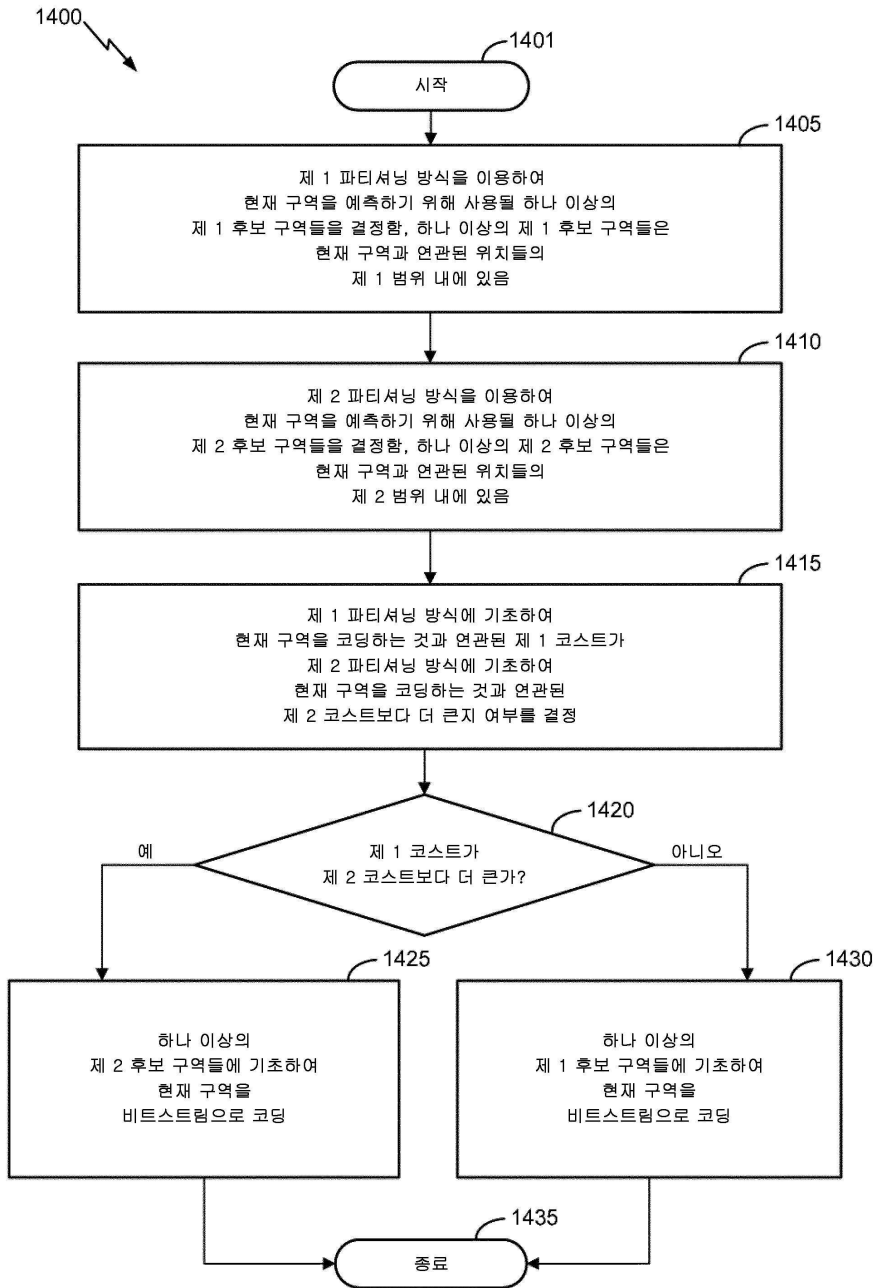 1400
1401
시작
1405
제 1 파티셔닝 방식을 이용하여
현재 구역을 예측하기 위해 사용될 하나 이상의
제 1 후보 구역들을 결정함, 하나 이상의 제 1 후보 구역들은
현재 구역과 연관된 위치들의
제 1 범위 내에 있음
1410
제 2 파티셔닝 방식을 이용하여
현재 구역을 예측하기 위해 사용될 하나 이상의
제 2 후보 구역들을 결정함, 하나 이상의 제 2 후보 구역들은
현재 구역과 연관된 위치들의
제 2 범위 내에 있음
1415
제 1 파티셔닝 방식에 기초하여
현재 구역을 코딩하는 것과 연관된 제 1 코스트가
제 2 파티셔닝 방식에 기초하여
현재 구역을 코딩하는 것과 연관된
제 2 코스트보다 더 큰지 여부를 결정
1420
예
제 1 코스트가
제 2 코스트보다 더 큰가?
아니오
1425
하나 이상의
제 2 후보 구역들에 기초하여
현재 구역을
비트스트림으로 코딩
1430
하나 이상의
제 1 후보 구역들에 기초하여
현재 구역을
비트스트림으로 코딩
1435
종료